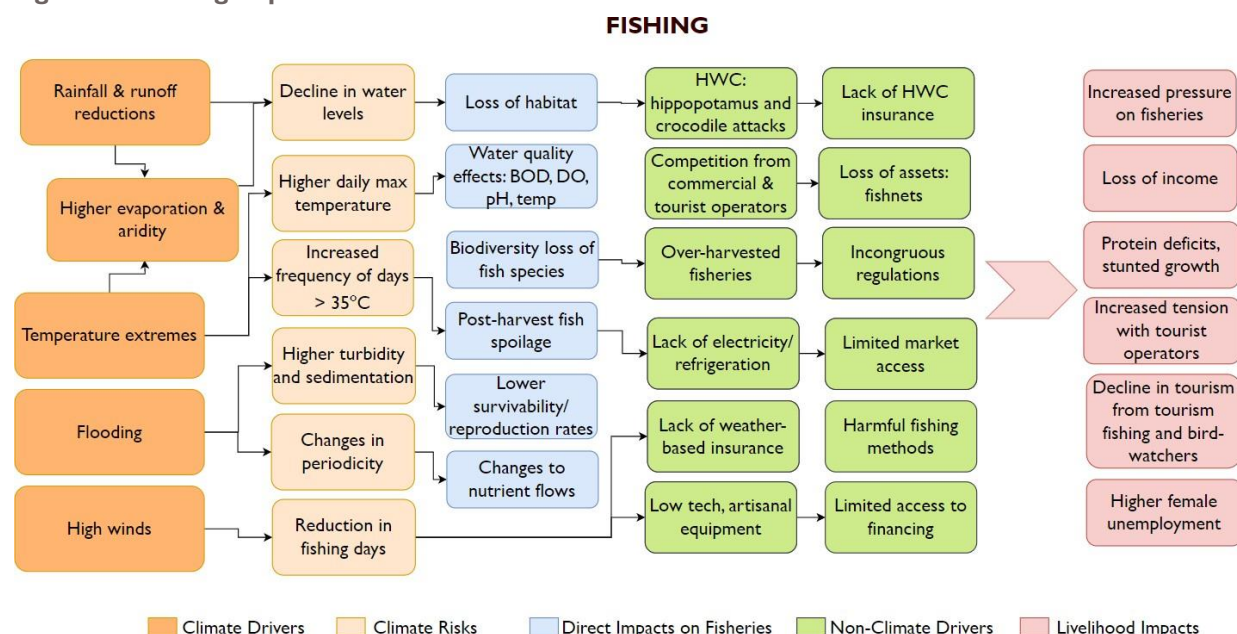 FISHING
Rainfall & runoff
reductions
Higher evaporation &
aridity
Temperature extremes
Flooding
High winds
Decline in water
levels
Higher daily max
temperature
Increased
frequency of days
> 35°C
Higher turbidity
and sedimentation
Changes in
periodicity
Reduction in
fishing days
Loss of habitat
Water quality
effects: BOD, DO,
pH, temp
Biodiversity loss of
fish species
Post-harvest fish
spoilage
Lower
survivability/
reproduction rates
Changes to
nutrient flows
HWC:
hippopotamus and
crocodile attacks
Competition from
commercial &
tourist operators
Over-harvested
fisheries
Lack of electricity/
refrigeration
Lack of weather-
based insurance
Low tech, artisanal
equipment
Lack of HWC
insurance
Loss of assets:
fishnets
Incongruous
regulations
Limited market
access
Harmful fishing
methods
Limited access to
financing
Increased pressure
on fisheries
Loss of income
Protein deficits,
stunted growth
Increased tension
with tourist
operators
Decline in tourism
from tourism
fishing and bird-
watchers
Higher female
unemployment
Climate Drivers
Climate Risks
Direct Impacts on Fisheries
Non-Climate Drivers
Livelihood Impacts